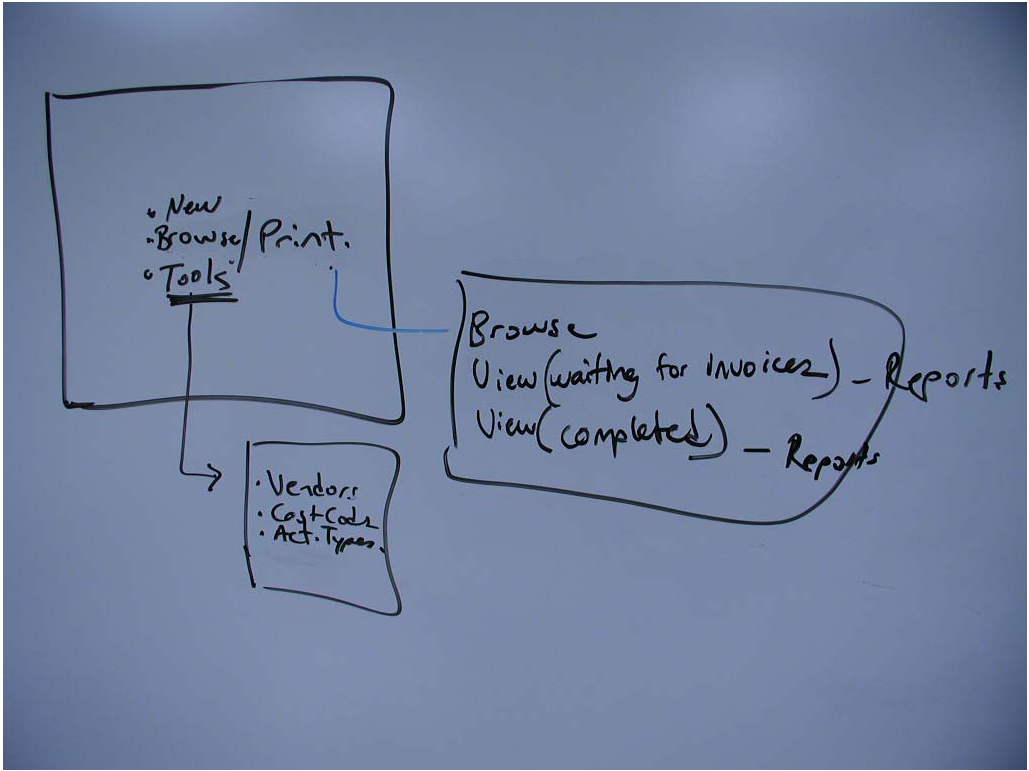 • New
• Browse / Print.
• Tools
Browse
View (waiting for invoices) - Reports
View (completed) - Reports
• Vendors
• Cost Codes
• Act. Types.